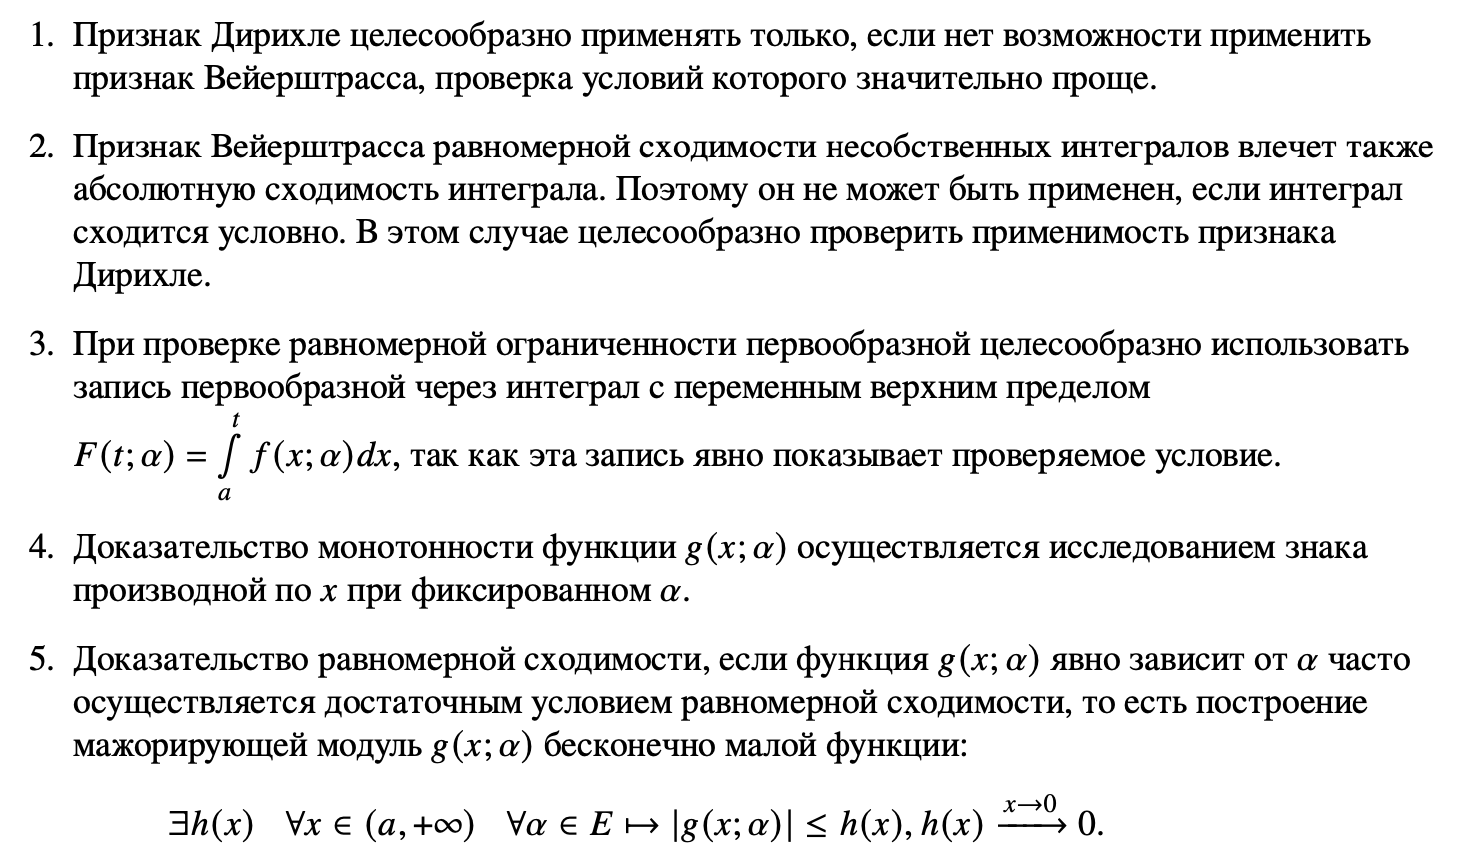 1. Признак Дирихле целесообразно применять только, если нет возможности применить
признак Вейерштрасса, проверка условий которого значительно проще.
2. Признак Вейерштрасса равномерной сходимости несобственных интегралов влечет также
абсолютную сходимость интеграла. Поэтому он не может быть применен, если интеграл
сходится условно. В этом случае целесообразно проверить применимость признака
Дирихле.
3. При проверке равномерной ограниченности первообразной целесообразно использовать
запись первообразной через интеграл с переменным верхним пределом
F(t; α) = ∫ₐᵗ f(x; α)dx, так как эта запись явно показывает проверяемое условие.
4. Доказательство монотонности функции g(x; α) осуществляется исследованием знака
производной по x при фиксированном α.
5. Доказательство равномерной сходимости, если функция g(x; α) явно зависит от α часто
осуществляется достаточным условием равномерной сходимости, то есть построение
мажорирующей модуль g(x; α) бесконечно малой функции:
∃h(x) ∀x ∈ (a, +∞) ∀α ∈ E ↦ |g(x; α)| ≤ h(x), h(x) \xrightarrow{x→0} 0.